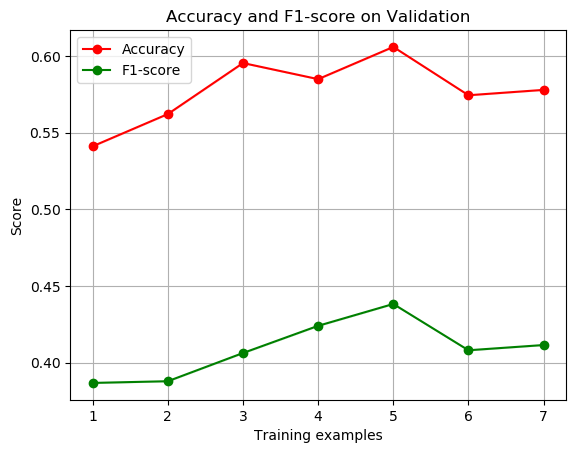 Accuracy and F1-score on Validation
Accuracy
F1-score
0.60
0.55
0.50
0.45
0.40
Score
1 2 3 4 5 6 7
Training examples